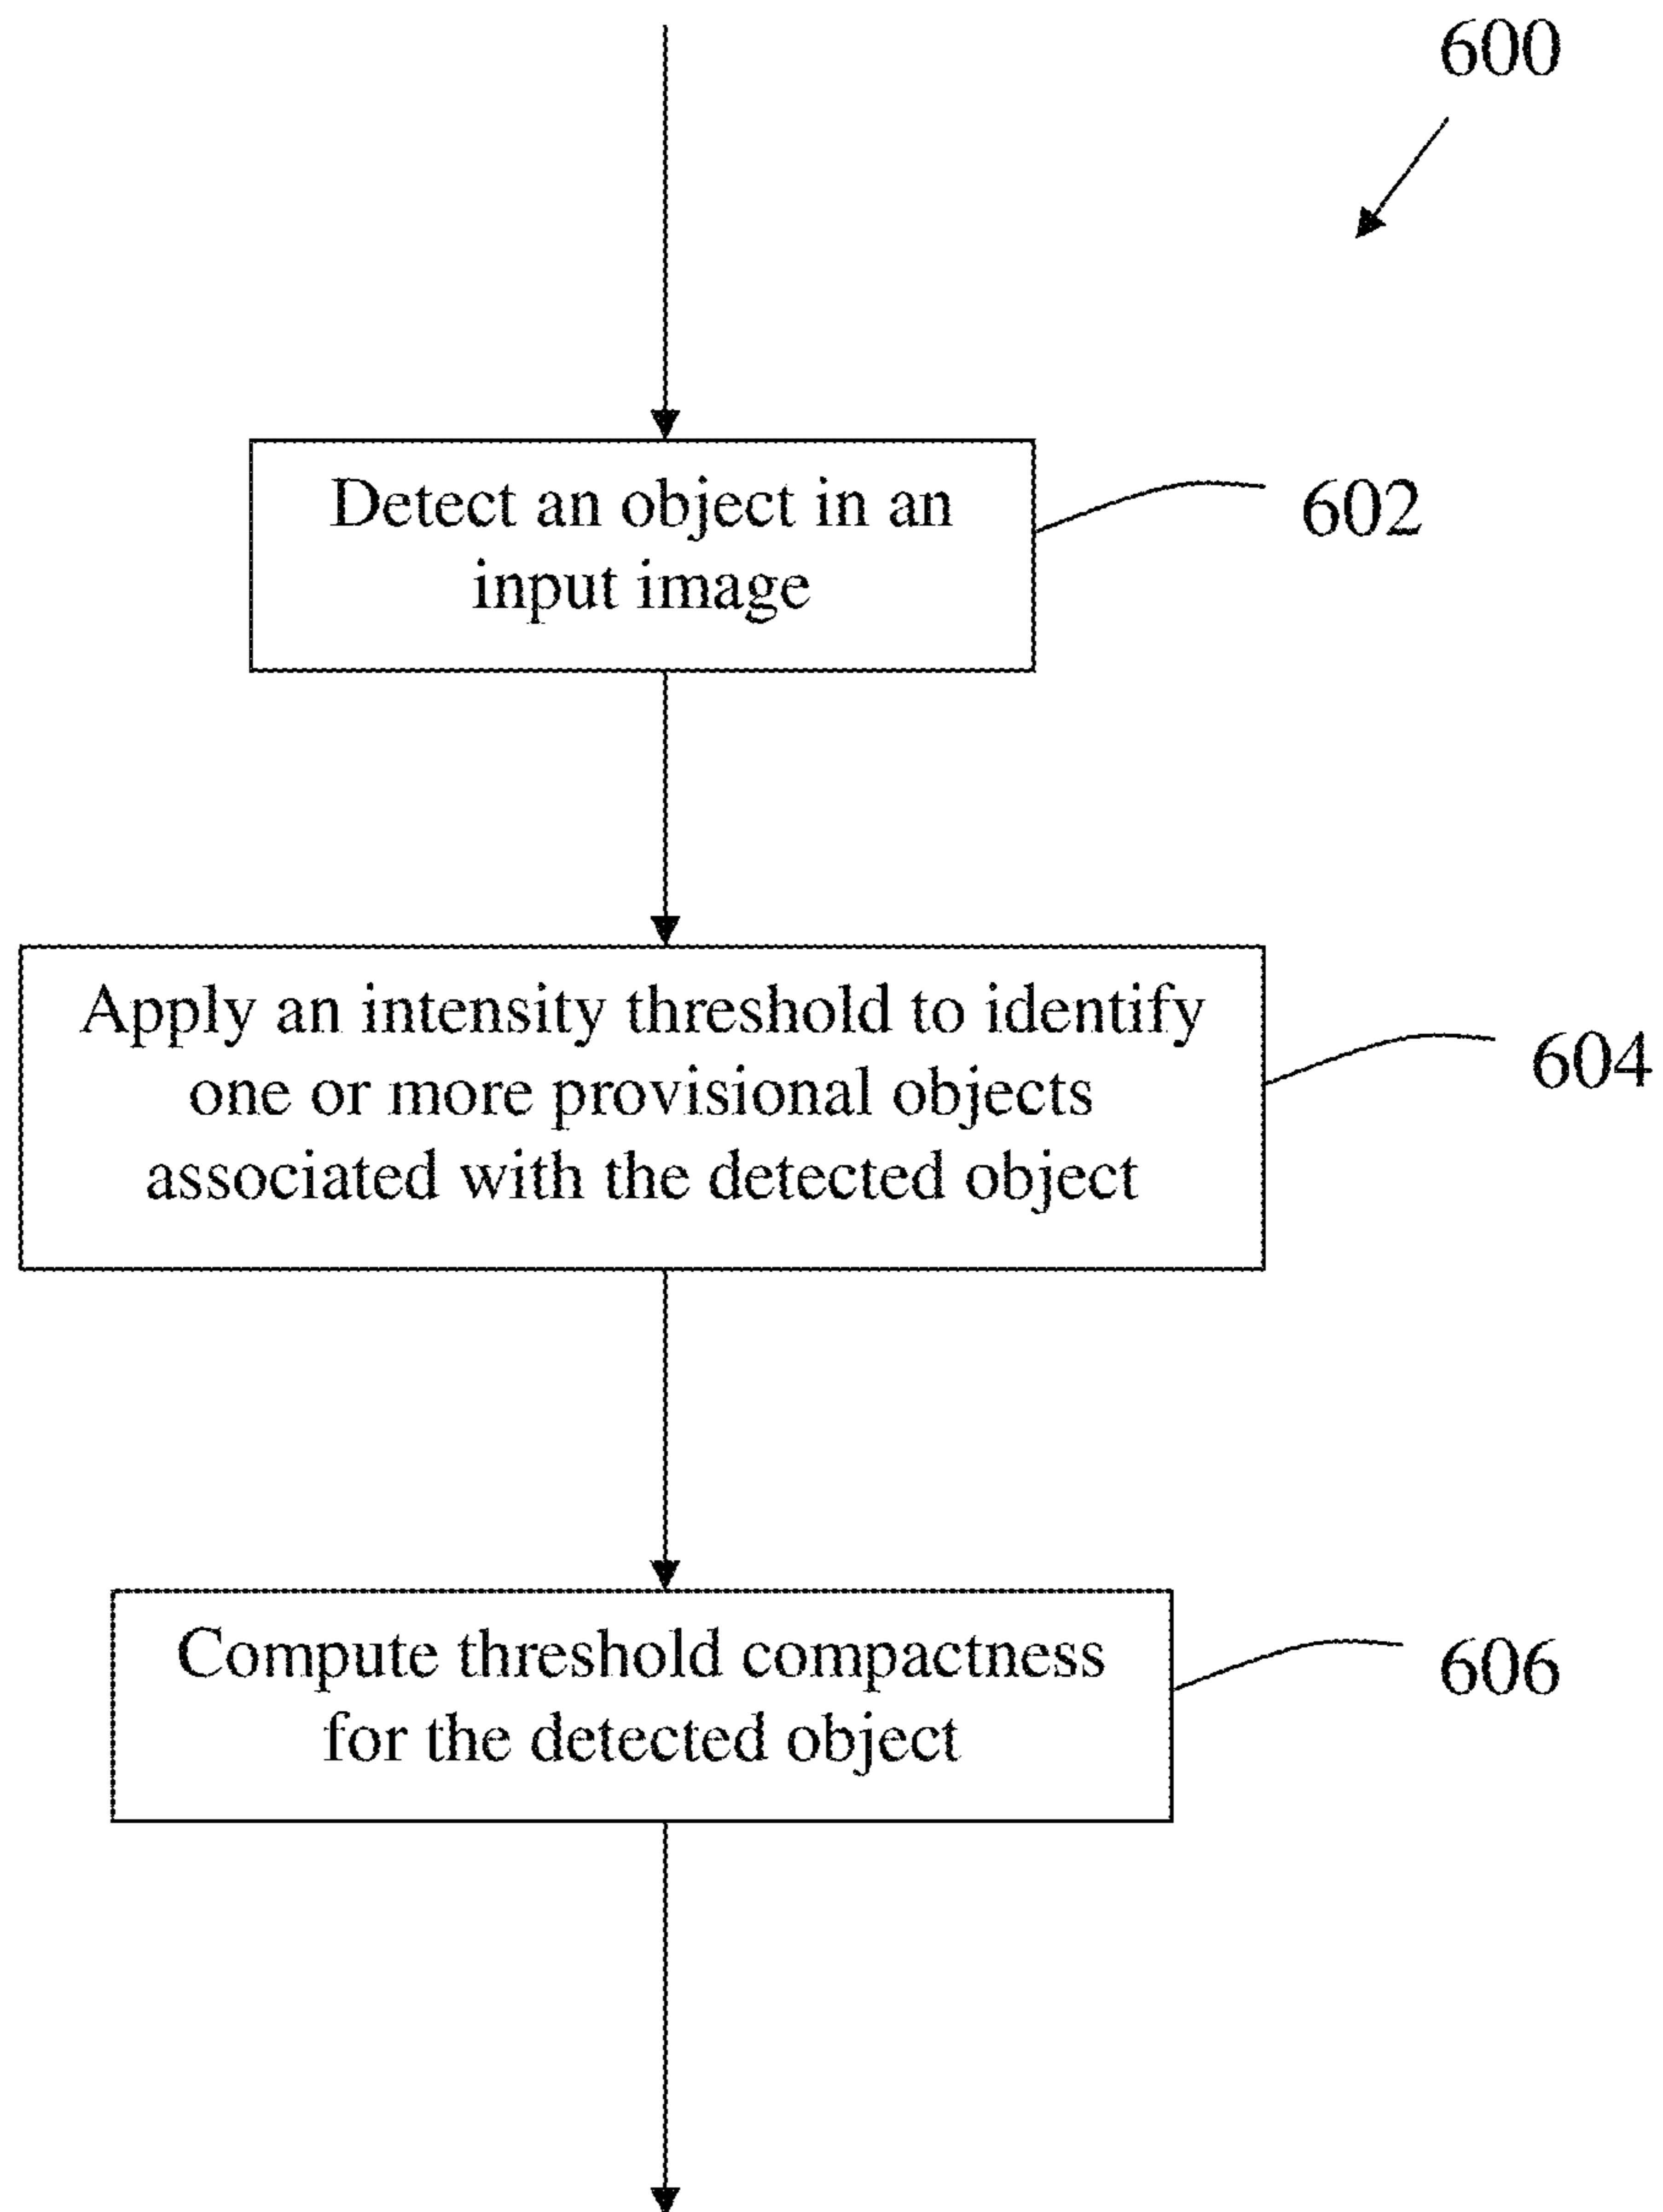 600
Detect an object in an
input image
602
Apply an intensity threshold to identify
one or more provisional objects
associated with the detected object
604
Compute threshold compactness
for the detected object
606